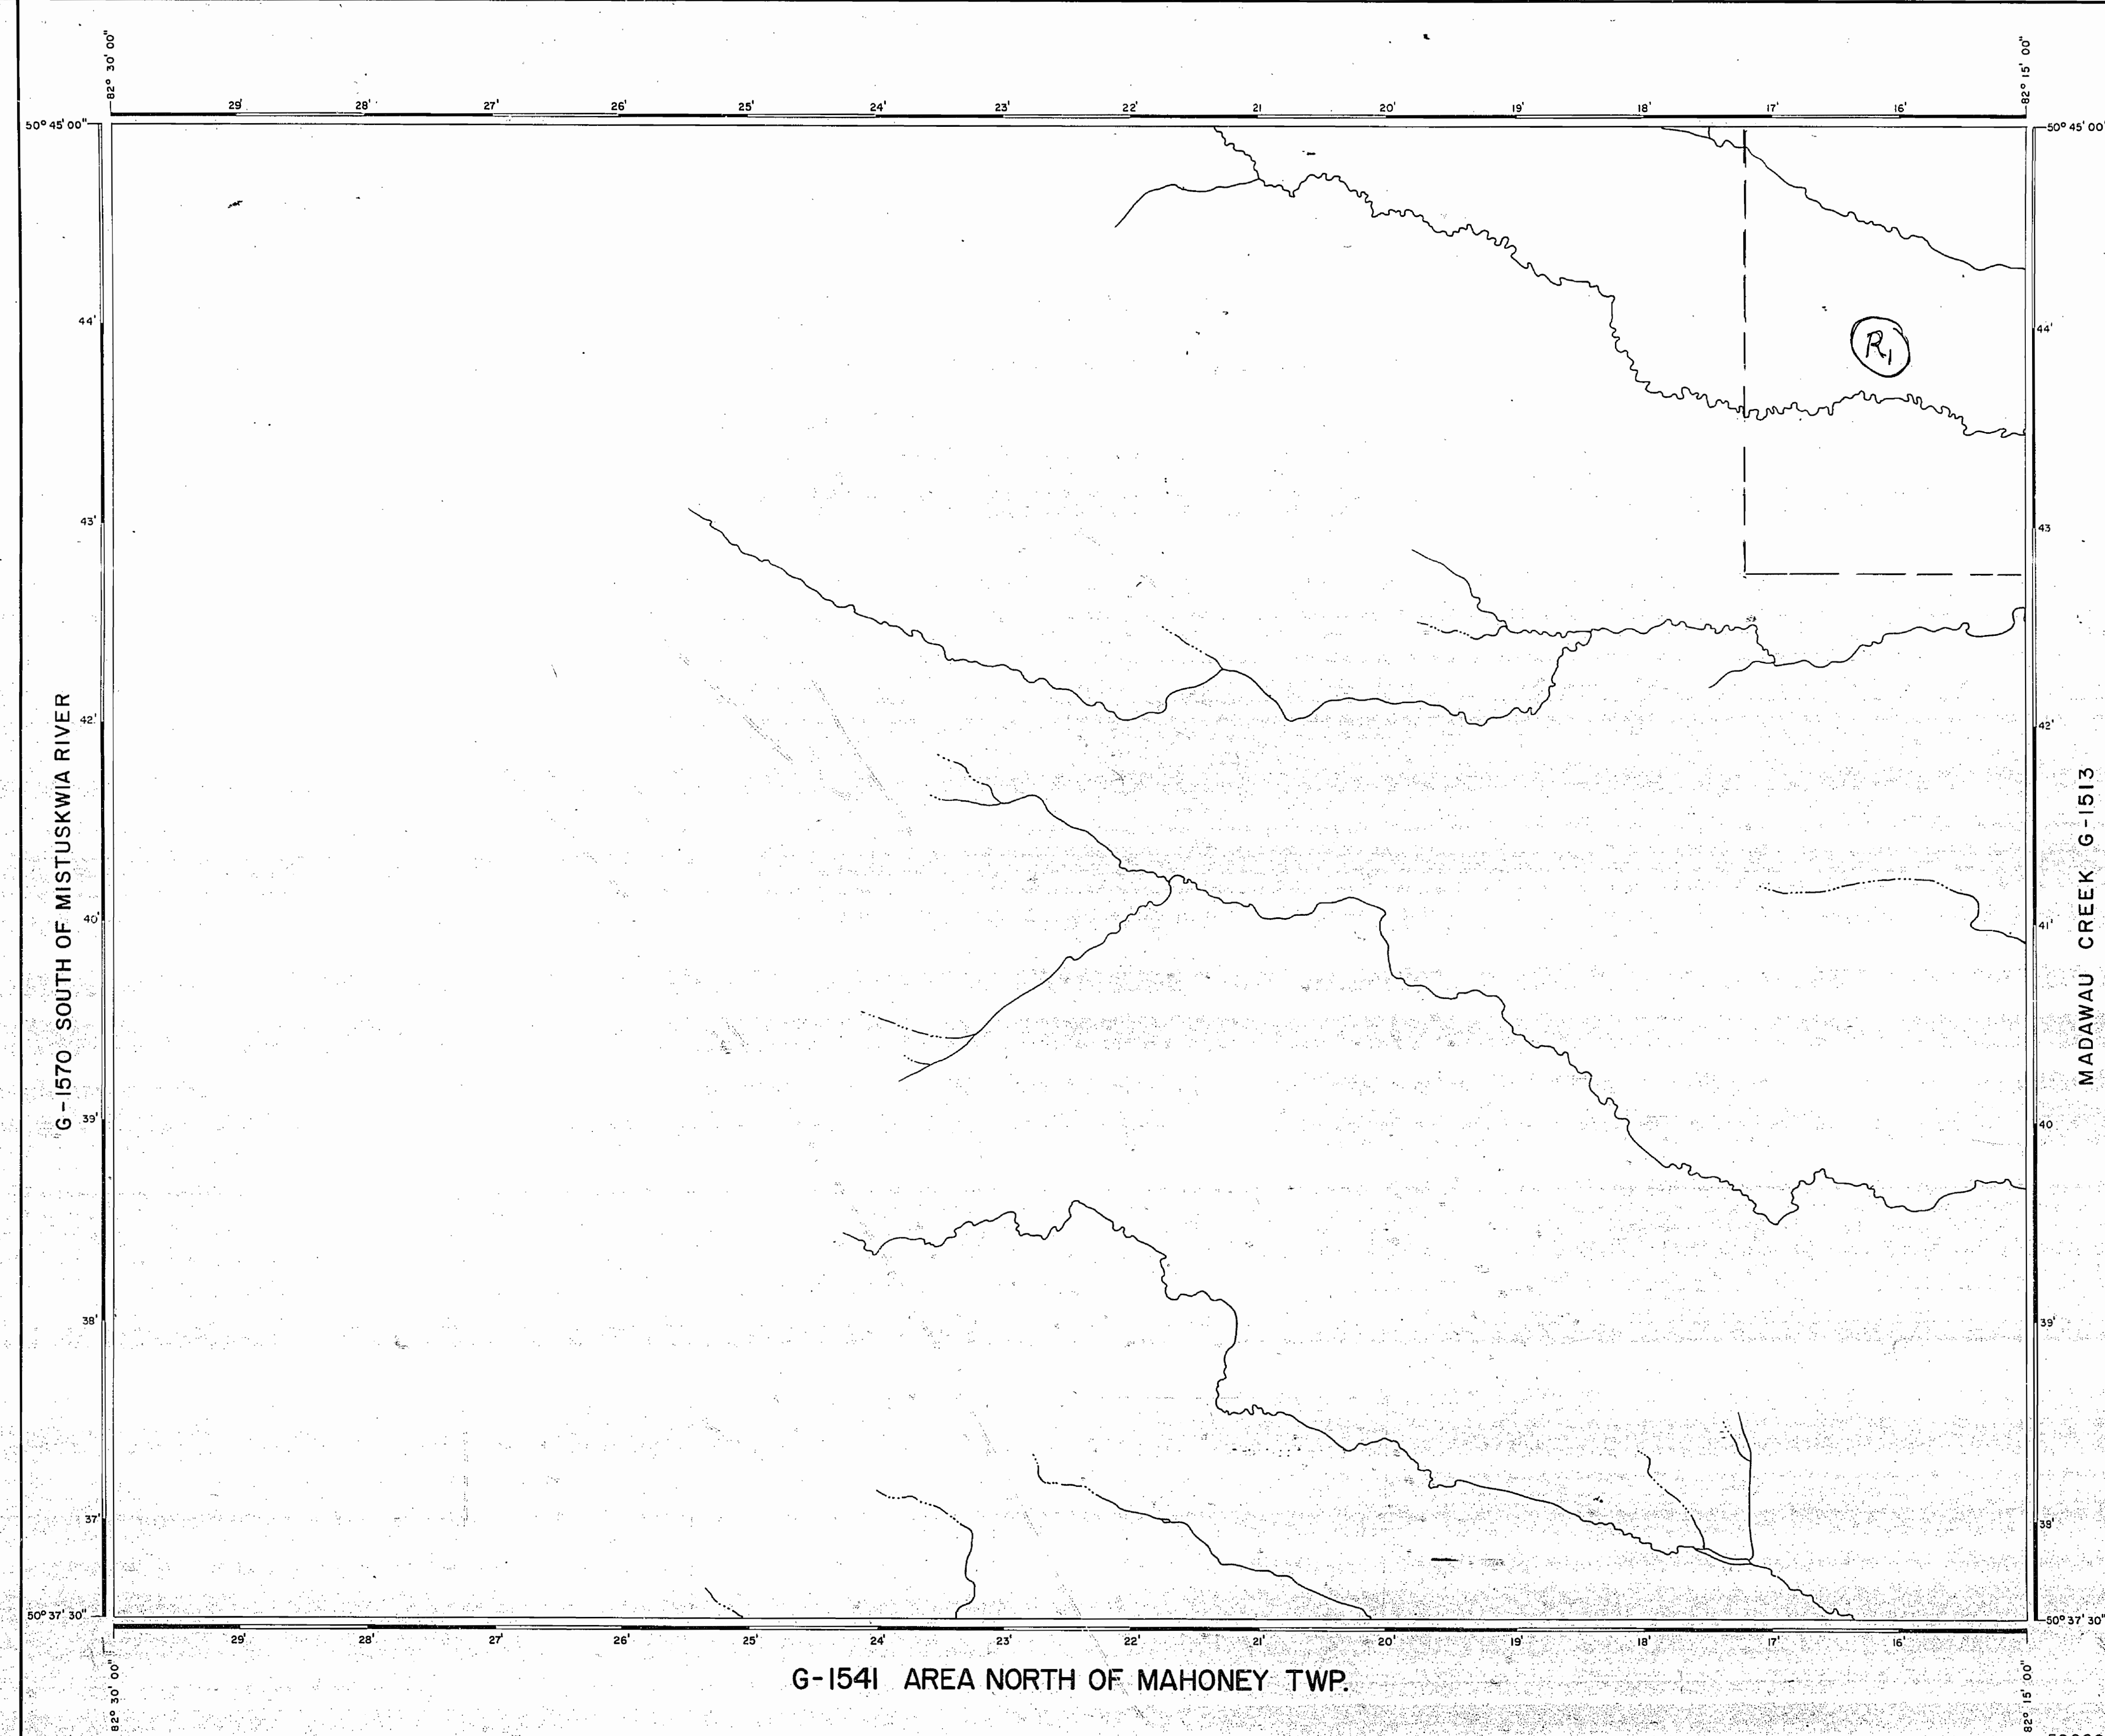 82° 30' 00"
82° 15' 00"
29' 28' 27' 26' 25' 24' 23' 22' 21' 20' 19' 18' 17' 16'
50° 45' 00" 50° 45' 00"
44' 44'
R1
43' 43
42' 42'
G-1570 SOUTH OF MISTUSKWIA RIVER
MADAWAU CREEK G-1513
40' 41'
39' 40
38' 39'
37' 38'
50° 37' 30" 50° 37' 30"
29' 28' 27' 26' 25' 24' 23' 22' 21' 20' 19' 18' 17' 16'
82° 30' 00"
82° 15' 00"
G-1541 AREA NORTH OF MAHONEY TWP.